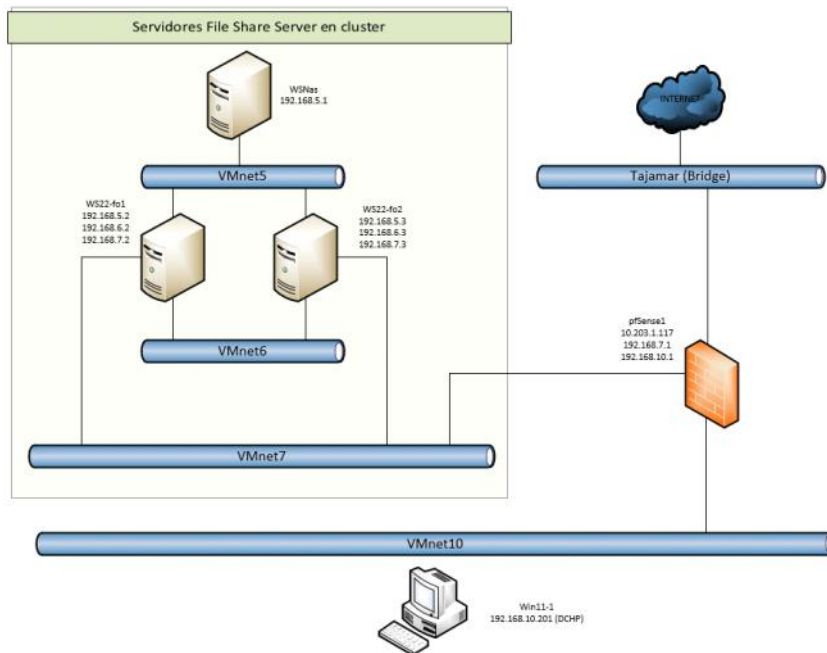 Servidores File Share Server en cluster
WSNas
192.168.5.1
INTERNET
VMnet5
Tajamar (Bridge)
WS22-fo1
192.168.5.2
192.168.6.2
192.168.7.2
WS22-fo2
192.168.5.3
192.168.6.3
192.168.7.3
VMnet6
pfSense1
10.203.1.117
192.168.7.1
192.168.10.1
VMnet7
VMnet10
Win11-1
192.168.10.201 (DCHP)